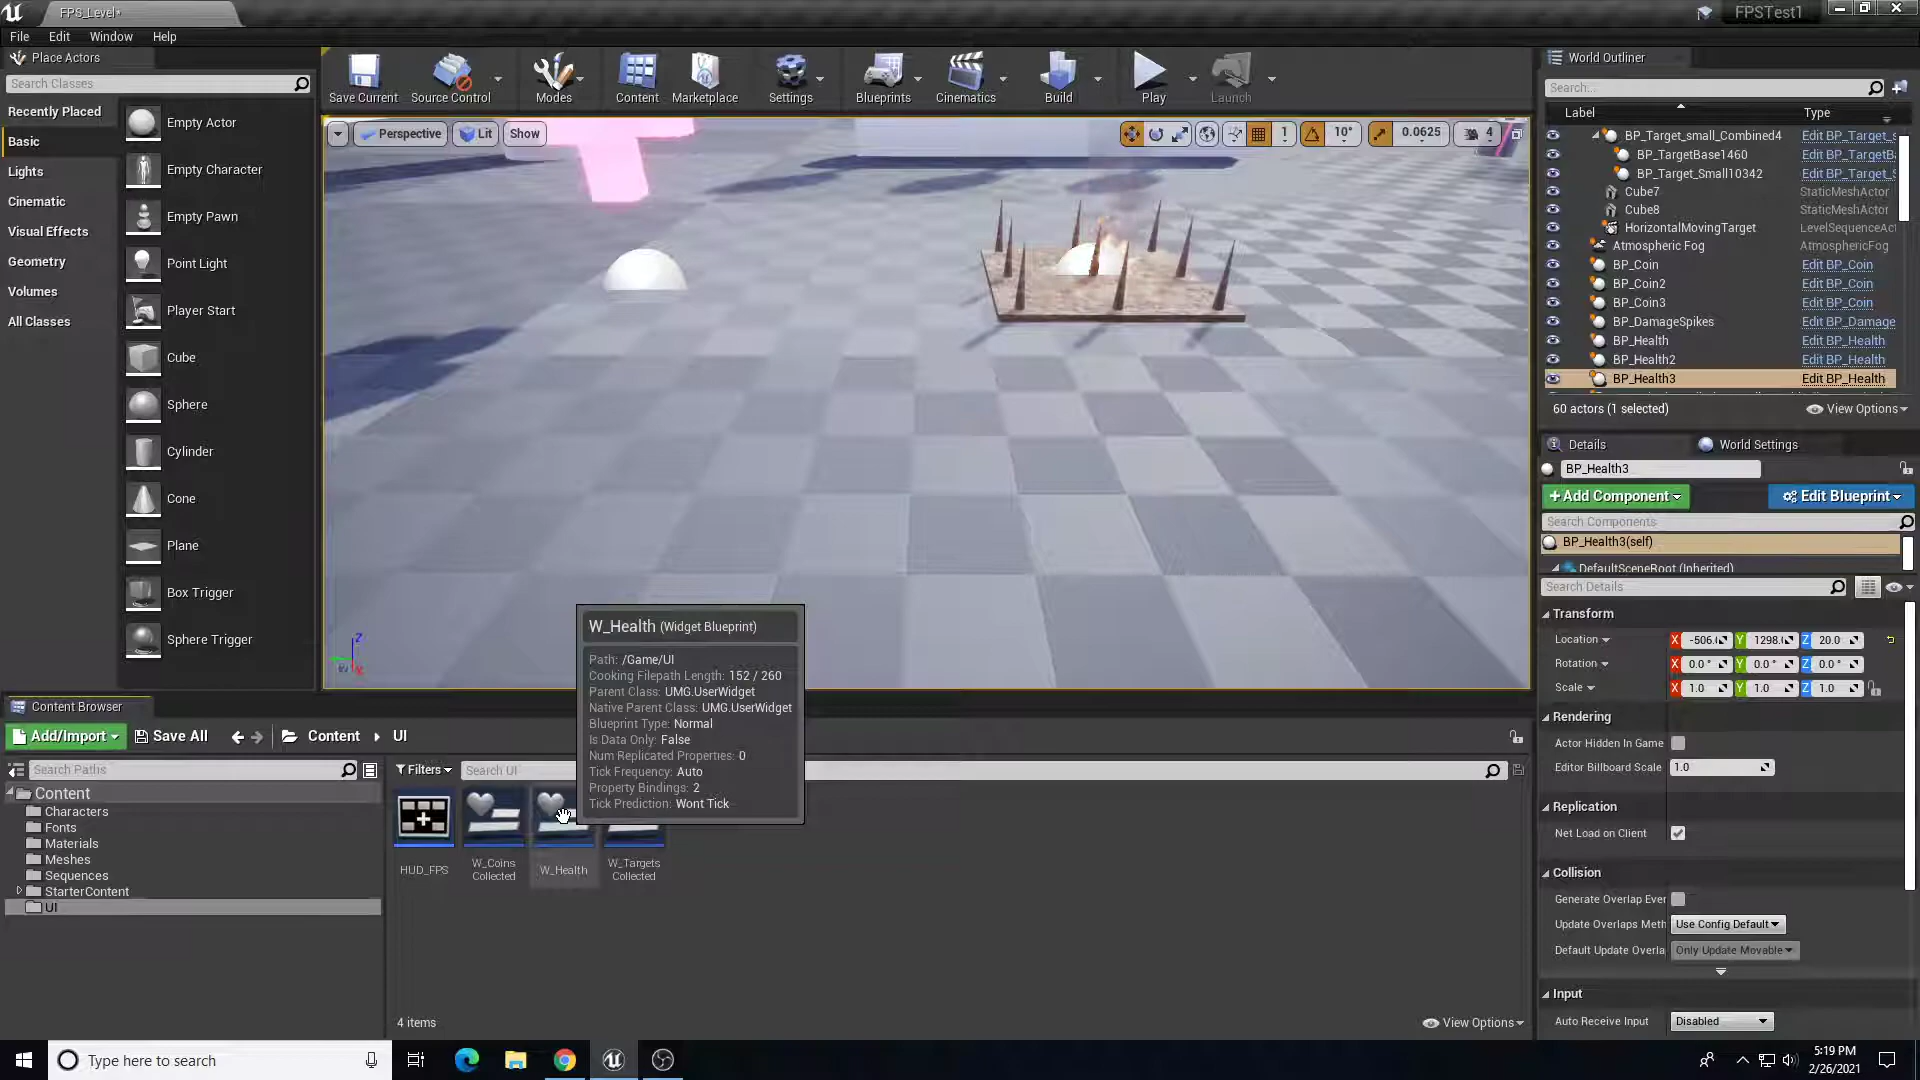 FPS_Level*
FPSTest1
File Edit Window Help
Place Actors
Search Classes
Recently Placed
Basic
Lights
Cinematic
Visual Effects
Geometry
Volumes
All Classes
Empty Actor
Empty Character
Empty Pawn
Point Light
Player Start
Cube
Sphere
Cylinder
Cone
Plane
Box Trigger
Sphere Trigger
Save Current
Source Control
Modes
Content
Marketplace
Settings
Blueprints
Cinematics
Build
Play
Launch
Perspective
Lit
Show
1
10°
0.0625
4
World Outliner
Search...
Label Type
BP_Target_small_Combined4 Edit BP_Target_s
BP_TargetBase1460 Edit BP_TargetB
BP_Target_Small10342 Edit BP_Target_S
Cube7 StaticMeshActor
Cube8 StaticMeshActor
HorizontalMovingTarget LevelSequenceAct
Atmospheric Fog AtmosphericFog
BP_Coin Edit BP_Coin
BP_Coin2 Edit BP_Coin
BP_Coin3 Edit BP_Coin
BP_DamageSpikes Edit BP_Damage
BP_Health Edit BP_Health
BP_Health2 Edit BP_Health
BP_Health3 Edit BP_Health
60 actors (1 selected)
View Options
Details
World Settings
BP_Health3
+Add Component
Edit Blueprint
Search Components
BP_Health3(self)
DefaultSceneRoot (Inherited)
Search Details
Transform
Location X -506. Y 1298. Z 20.0
Rotation X 0.0 ° Y 0.0 ° Z 0.0 °
Scale X 1.0 Y 1.0 Z 1.0
Rendering
Actor Hidden In Game
Editor Billboard Scale 1.0
Replication
Net Load on Client
Collision
Generate Overlap Ever
Update Overlaps Meth Use Config Default
Default Update Overla Only Update Movable
Input
Auto Receive Input Disabled
Z
X
W_Health (Widget Blueprint)
Path: /Game/UI
Cooking Filepath Length: 152 / 260
Parent Class: UMG.UserWidget
Native Parent Class: UMG.UserWidget
Blueprint Type: Normal
Is Data Only: False
Num Replicated Properties: 0
Tick Frequency: Auto
Property Bindings: 2
Tick Prediction: Wont Tick
Content Browser
Add/Import
Save All
Content
UI
Search Paths
Filters
Search UI
Content
Characters
Fonts
Materials
Meshes
Sequences
StarterContent
UI
HUD_FPS
W_Coins
Collected
W_Health
W_Targets
Collected
4 items
View Options
Type here to search
5:19 PM
2/26/2021